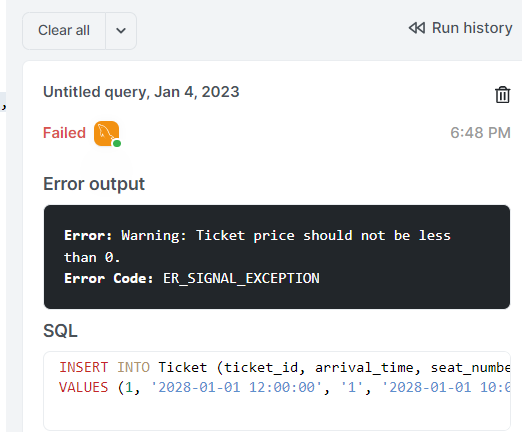 Clear all
Run history
,
Untitled query, Jan 4, 2023
Failed
6:48 PM
Error output
Error: Warning: Ticket price should not be less
than 0.
Error Code: ER_SIGNAL_EXCEPTION
SQL
INSERT INTO Ticket (ticket_id, arrival_time, seat_numbe
VALUES (1, '2028-01-01 12:00:00', '1', '2028-01-01 10:0